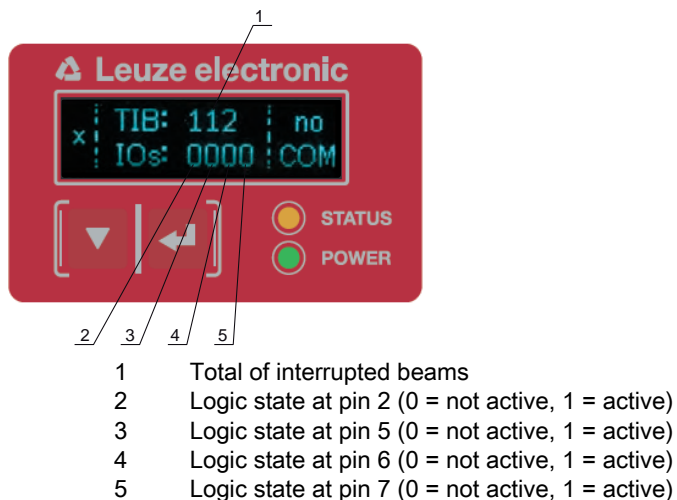 1
Leuze electronic
x TIB: 112 no
IOs: 0000 COM
STATUS
POWER
2 3 4 5
1 Total of interrupted beams
2 Logic state at pin 2 (0 = not active, 1 = active)
3 Logic state at pin 5 (0 = not active, 1 = active)
4 Logic state at pin 6 (0 = not active, 1 = active)
5 Logic state at pin 7 (0 = not active, 1 = active)